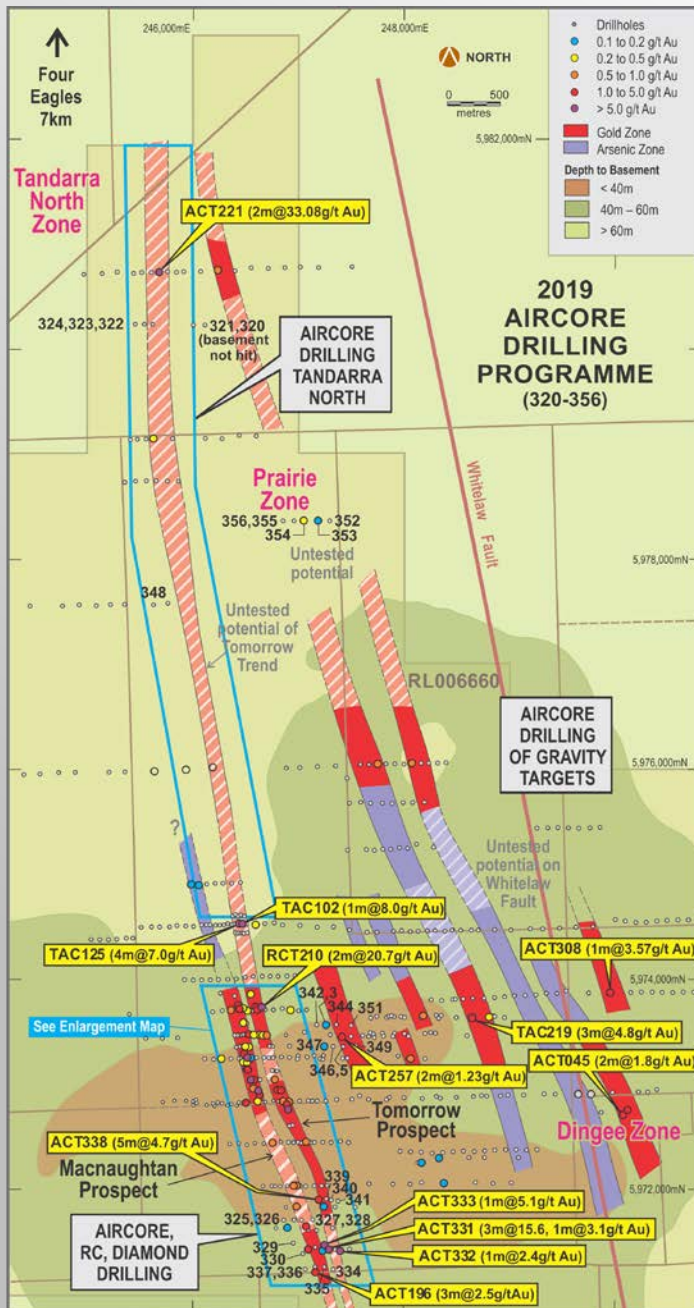 246,000mE
248,000mE
Four
Eagles
7km
NORTH
0 500
metres
5,982,000mN
Drillholes
0.1 to 0.2 g/t Au
0.2 to 0.5 g/t Au
0.5 to 1.0 g/t Au
1.0 to 5.0 g/t Au
> 5.0 g/t Au
Gold Zone
Arsenic Zone
Depth to Basement
< 40m
40m – 60m
> 60m
Tandarra
North
Zone
ACT221 (2m@33.08g/t Au)
2019
AIRCORE
DRILLING
PROGRAMME
(320-356)
324,323,322
321,320
(basement
not hit)
AIRCORE
DRILLING
TANDARRA
NORTH
Whitelaw Fault
Prairie
Zone
356,355
352
354
353
Untested
potential
5,978,000mN
348
Untested
potential of
Tomorrow
Trend
RL006660
AIRCORE
DRILLING
OF GRAVITY
TARGETS
5,976,000mN
?
Untested
potential on
Whitelaw
Fault
TAC102 (1m@8.0g/t Au)
TAC125 (4m@7.0g/t Au)
RCT210 (2m@20.7g/t Au)
ACT308 (1m@3.57g/t Au)
5,974,000mN
342,3
344
351
See Enlargement Map
347
349
346,5
TAC219 (3m@4.8g/t Au)
ACT257 (2m@1.23g/t Au)
ACT045 (2m@1.8g/t Au)
Tomorrow
Prospect
Dingee Zone
ACT338 (5m@4.7g/t Au)
Macnaughtan
Prospect
339
340
341
5,972,000mN
ACT333 (1m@5.1g/t Au)
325,326
327,328
ACT331 (3m@15.6, 1m@3.1g/t Au)
AIRCORE,
RC, DIAMOND
DRILLING
329
330
ACT332 (1m@2.4g/t Au)
337,336
334
335
ACT196 (3m@2.5g/tAu)